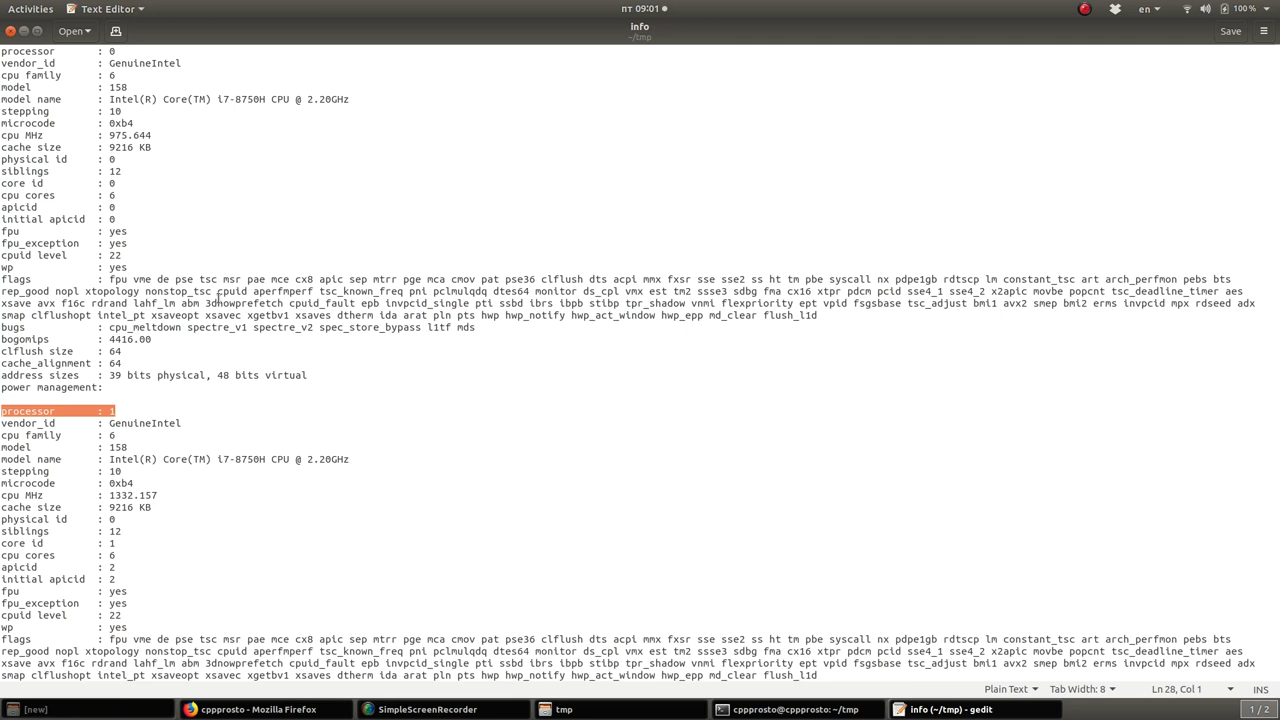 Activities Text Editor пт 09:01 en 100 %
Open info Save
~/tmp
processor : 0
vendor_id : GenuineIntel
cpu family : 6
model : 158
model name : Intel(R) Core(TM) i7-8750H CPU @ 2.20GHz
stepping : 10
microcode : 0xb4
cpu MHz : 975.644
cache size : 9216 KB
physical id : 0
siblings : 12
core id : 0
cpu cores : 6
apicid : 0
initial apicid : 0
fpu : yes
fpu_exception : yes
cpuid level : 22
wp : yes
flags : fpu vme de pse tsc msr pae mce cx8 apic sep mtrr pge mca cmov pat pse36 clflush dts acpi mmx fxsr sse sse2 ss ht tm pbe syscall nx pdpe1gb rdtscp lm constant_tsc art arch_perfmon pebs bts
rep_good nopl xtopology nonstop_tsc cpuid aperfmperf tsc_known_freq pni pclmulqdq dtes64 monitor ds_cpl vmx est tm2 ssse3 sdbg fma cx16 xtpr pdcm pcid sse4_1 sse4_2 x2apic movbe popcnt tsc_deadline_timer aes
xsave avx f16c rdrand lahf_lm abm 3dnowprefetch cpuid_fault epb invpcid_single pti ssbd ibrs ibpb stibp tpr_shadow vnmi flexpriority ept vpid fsgsbase tsc_adjust bmi1 avx2 smep bmi2 erms invpcid mpx rdseed adx
smap clflushopt intel_pt xsaveopt xsavec xgetbv1 xsaves dtherm ida arat pln pts hwp hwp_notify hwp_act_window hwp_epp md_clear flush_l1d
bugs : cpu_meltdown spectre_v1 spectre_v2 spec_store_bypass l1tf mds
bogomips : 4416.00
clflush size : 64
cache_alignment : 64
address sizes : 39 bits physical, 48 bits virtual
power management:
processor : 1
vendor_id : GenuineIntel
cpu family : 6
model : 158
model name : Intel(R) Core(TM) i7-8750H CPU @ 2.20GHz
stepping : 10
microcode : 0xb4
cpu MHz : 1332.157
cache size : 9216 KB
physical id : 0
siblings : 12
core id : 1
cpu cores : 6
apicid : 2
initial apicid : 2
fpu : yes
fpu_exception : yes
cpuid level : 22
wp : yes
flags : fpu vme de pse tsc msr pae mce cx8 apic sep mtrr pge mca cmov pat pse36 clflush dts acpi mmx fxsr sse sse2 ss ht tm pbe syscall nx pdpe1gb rdtscp lm constant_tsc art arch_perfmon pebs bts
rep_good nopl xtopology nonstop_tsc cpuid aperfmperf tsc_known_freq pni pclmulqdq dtes64 monitor ds_cpl vmx est tm2 ssse3 sdbg fma cx16 xtpr pdcm pcid sse4_1 sse4_2 x2apic movbe popcnt tsc_deadline_timer aes
xsave avx f16c rdrand lahf_lm abm 3dnowprefetch cpuid_fault epb invpcid_single pti ssbd ibrs ibpb stibp tpr_shadow vnmi flexpriority ept vpid fsgsbase tsc_adjust bmi1 avx2 smep bmi2 erms invpcid mpx rdseed adx
smap clflushopt intel_pt xsaveopt xsavec xgetbv1 xsaves dtherm ida arat pln pts hwp hwp_notify hwp_act_window hwp_epp md_clear flush_l1d
Plain Text Tab Width: 8 Ln 28, Col 1 INS
[new] cppprosto - Mozilla Firefox SimpleScreenRecorder tmp cppprosto@cppprosto: ~/tmp info (~/tmp) - gedit 1 / 2